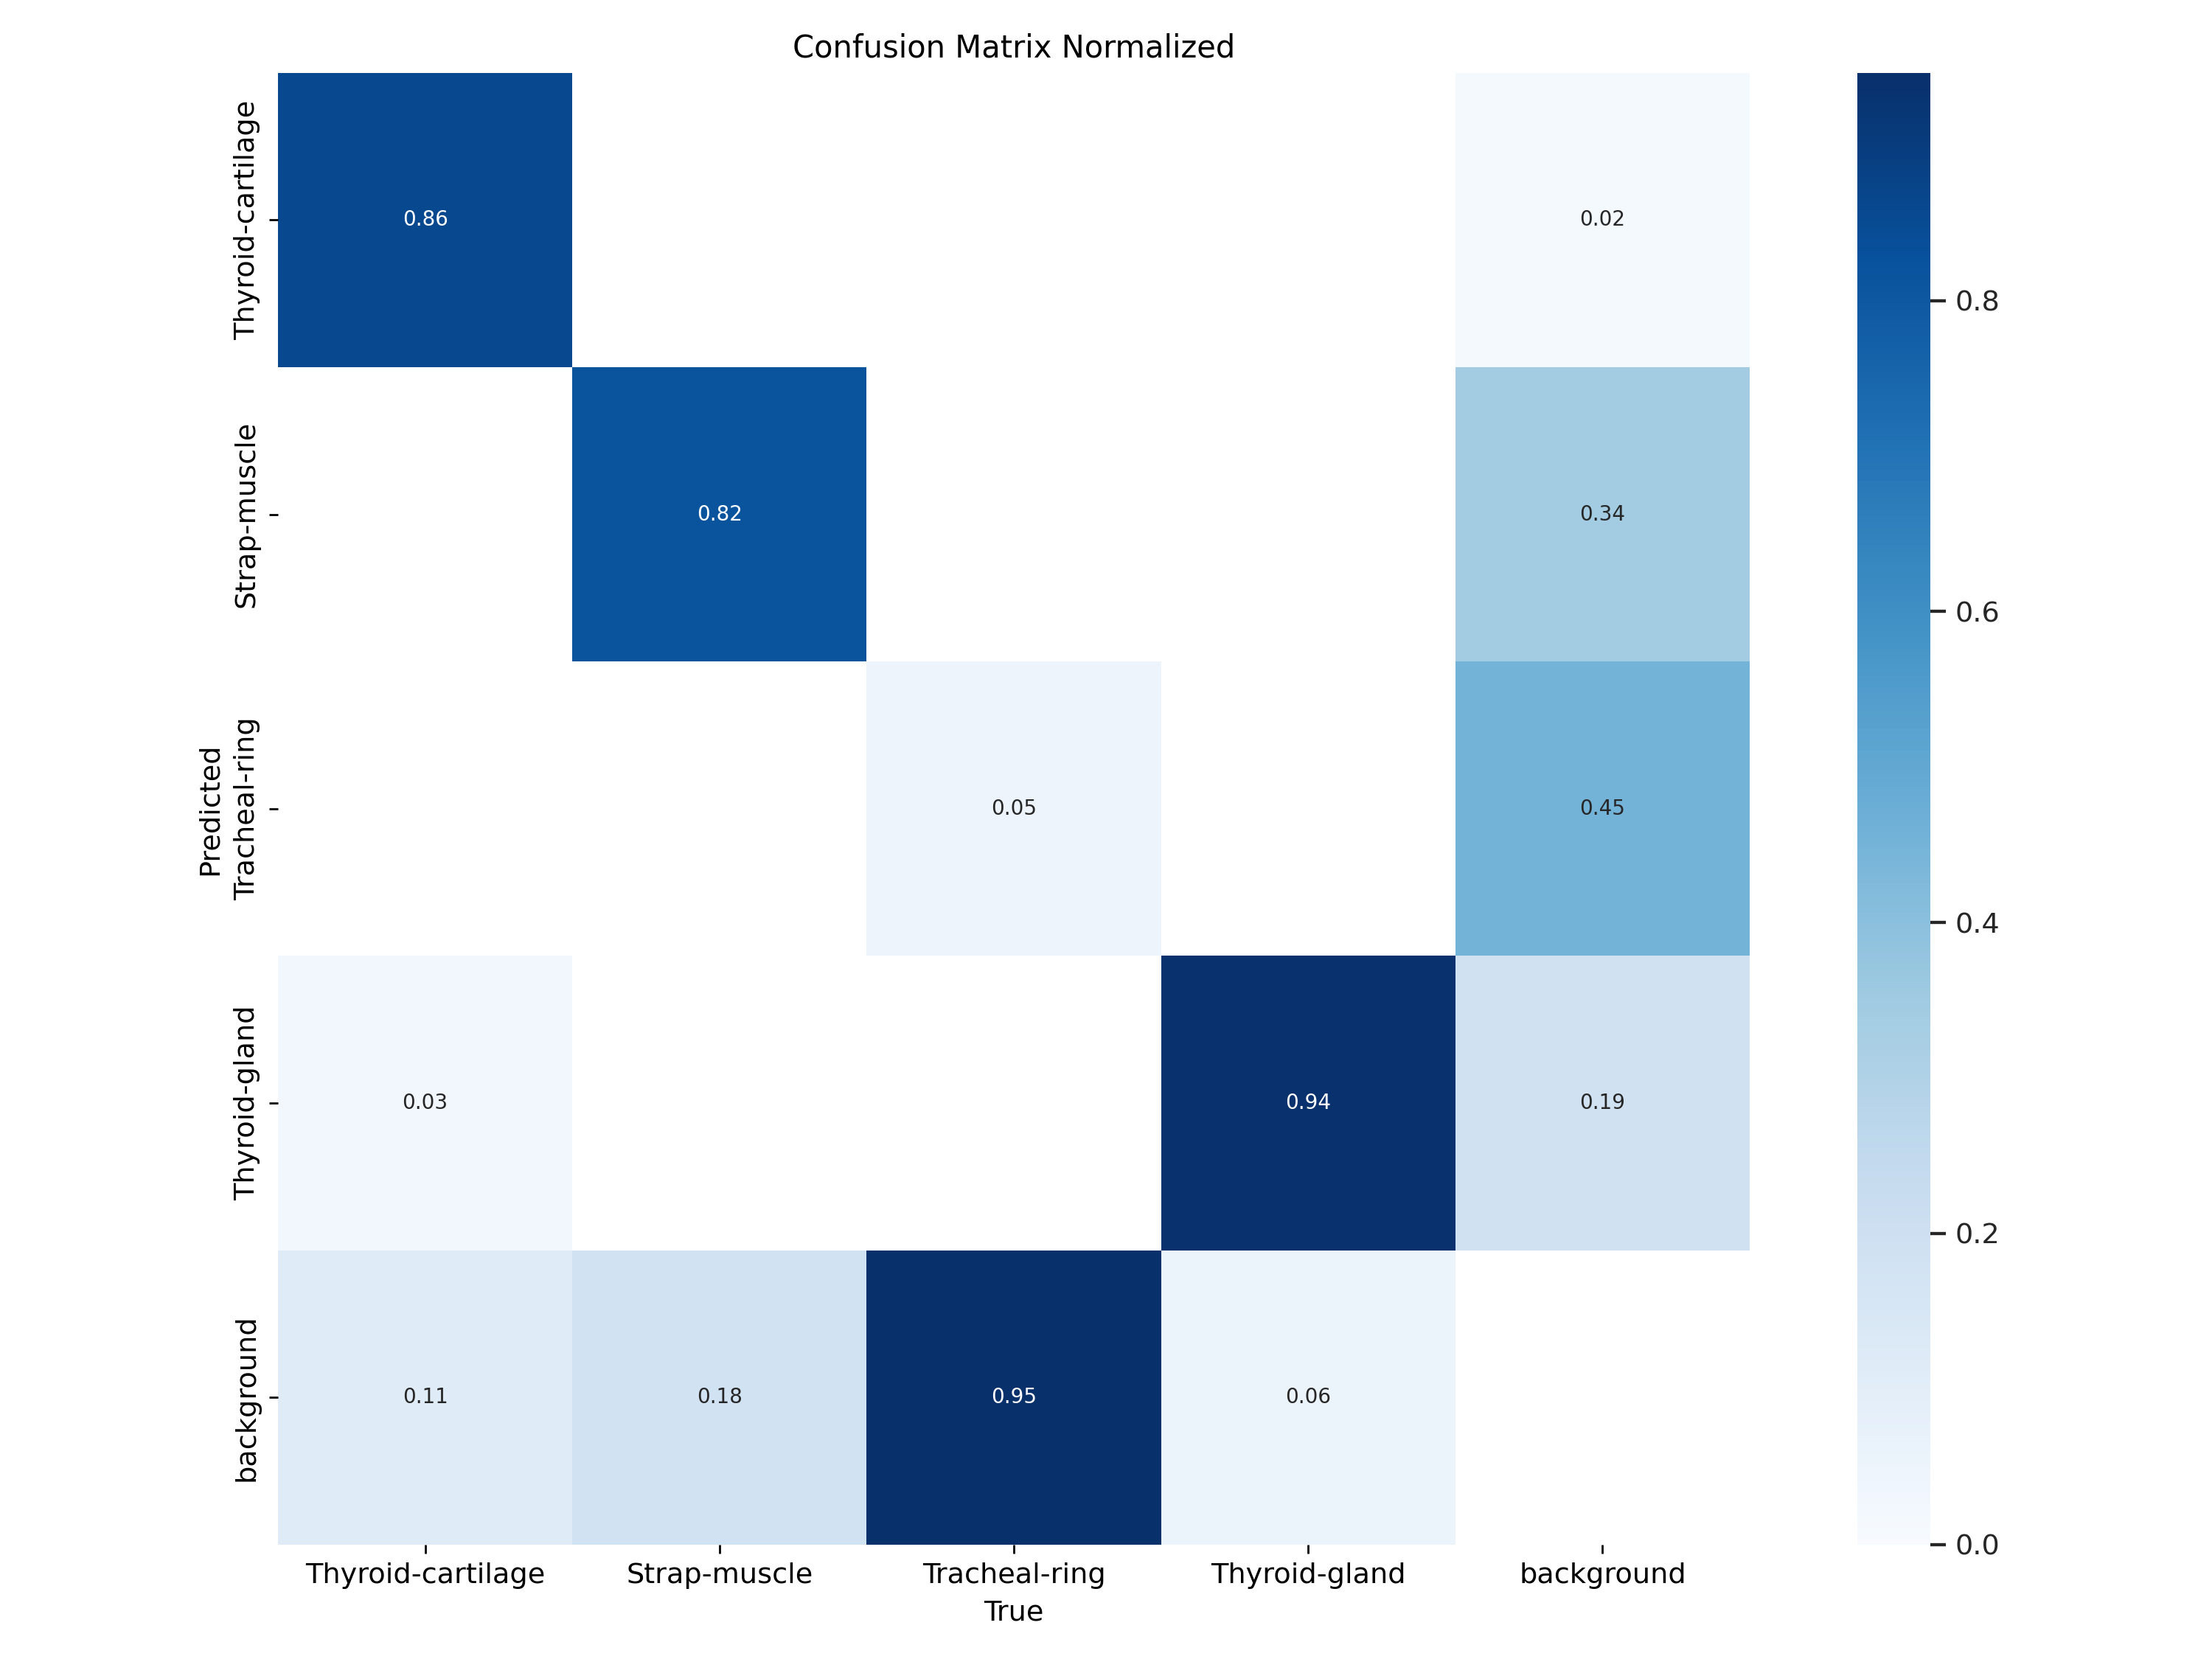 Confusion Matrix Normalized
Thyroid-cartilage
0.86
0.02
Strap-muscle
0.82
0.34
Predicted
Tracheal-ring
0.05
0.45
Thyroid-gland
0.03
0.94
0.19
background
0.11
0.18
0.95
0.06
Thyroid-cartilage
Strap-muscle
Tracheal-ring
Thyroid-gland
background
True
0.8
0.6
0.4
0.2
0.0